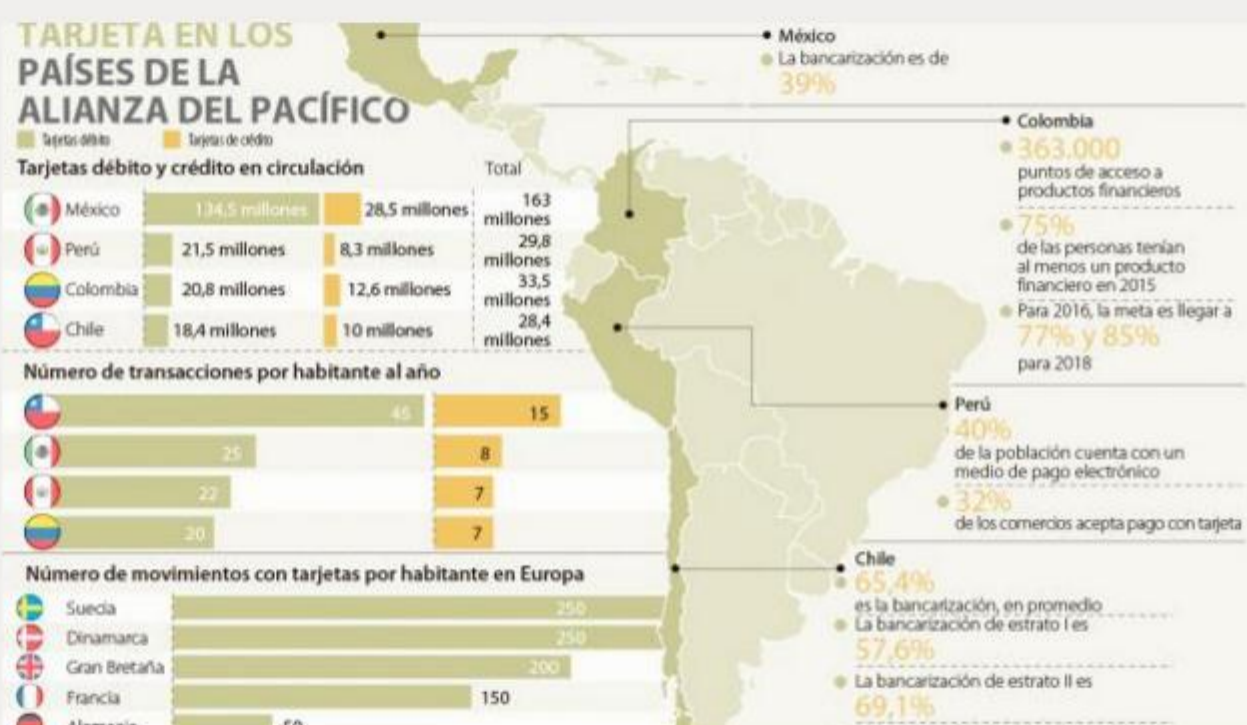 TARJETA EN LOS
PAÍSES DE LA
ALIANZA DEL PACÍFICO
Tarjetas débito
Tarjetas de crédito
Tarjetas débito y crédito en circulación
Total
México 134,5 millones 28,5 millones 163 millones
Perú 21,5 millones 8,3 millones 29,8 millones
Colombia 20,8 millones 12,6 millones 33,5 millones
Chile 18,4 millones 10 millones 28,4 millones
Número de transacciones por habitante al año
45 15
25 8
22 7
20 7
Número de movimientos con tarjetas por habitante en Europa
Suecia 250
Dinamarca 250
Gran Bretaña 200
Francia 150
Alemania 50
México
La bancarización es de
39%
Colombia
363.000
puntos de acceso a
productos financieros
75%
de las personas tenían
al menos un producto
financiero en 2015
Para 2016, la meta es llegar a
77% y 85%
para 2018
Perú
40%
de la población cuenta con un
medio de pago electrónico
32%
de los comercios acepta pago con tarjeta
Chile
65,4%
es la bancarización, en promedio
La bancarización de estrato I es
57,6%
La bancarización de estrato II es
69,1%